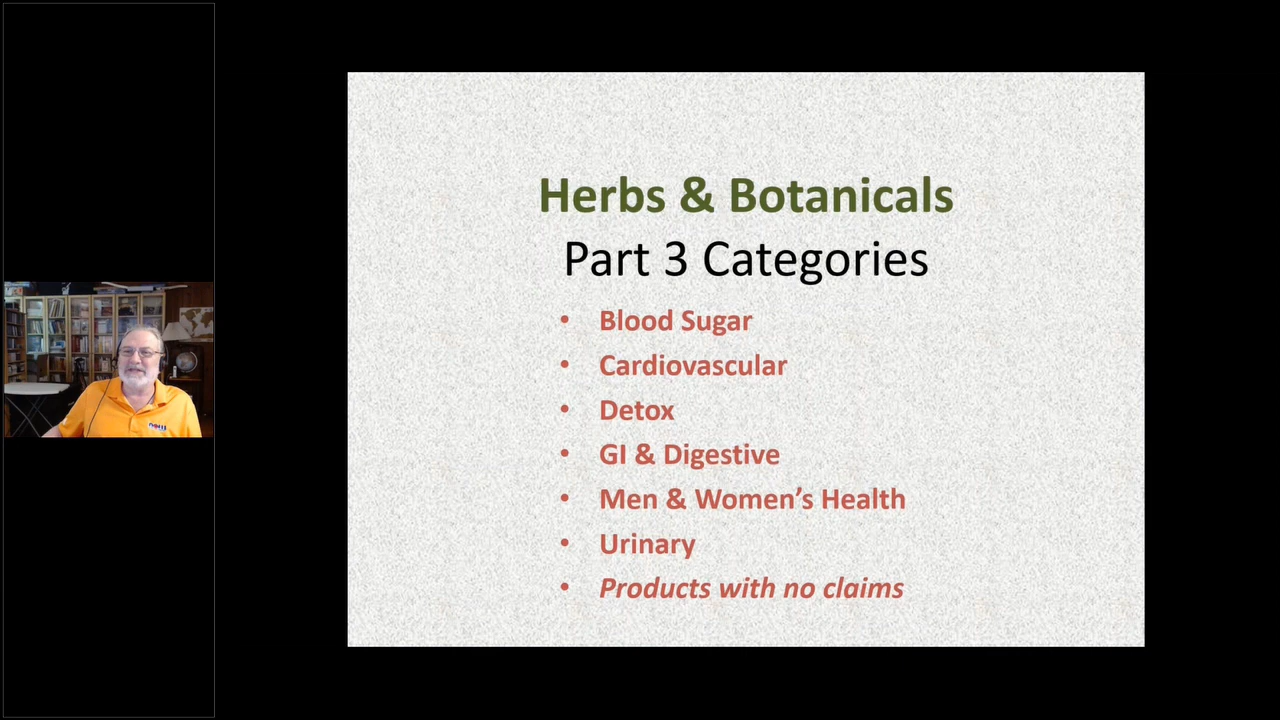 Herbs & Botanicals
Part 3 Categories
• Blood Sugar
• Cardiovascular
• Detox
• GI & Digestive
• Men & Women’s Health
• Urinary
• Products with no claims